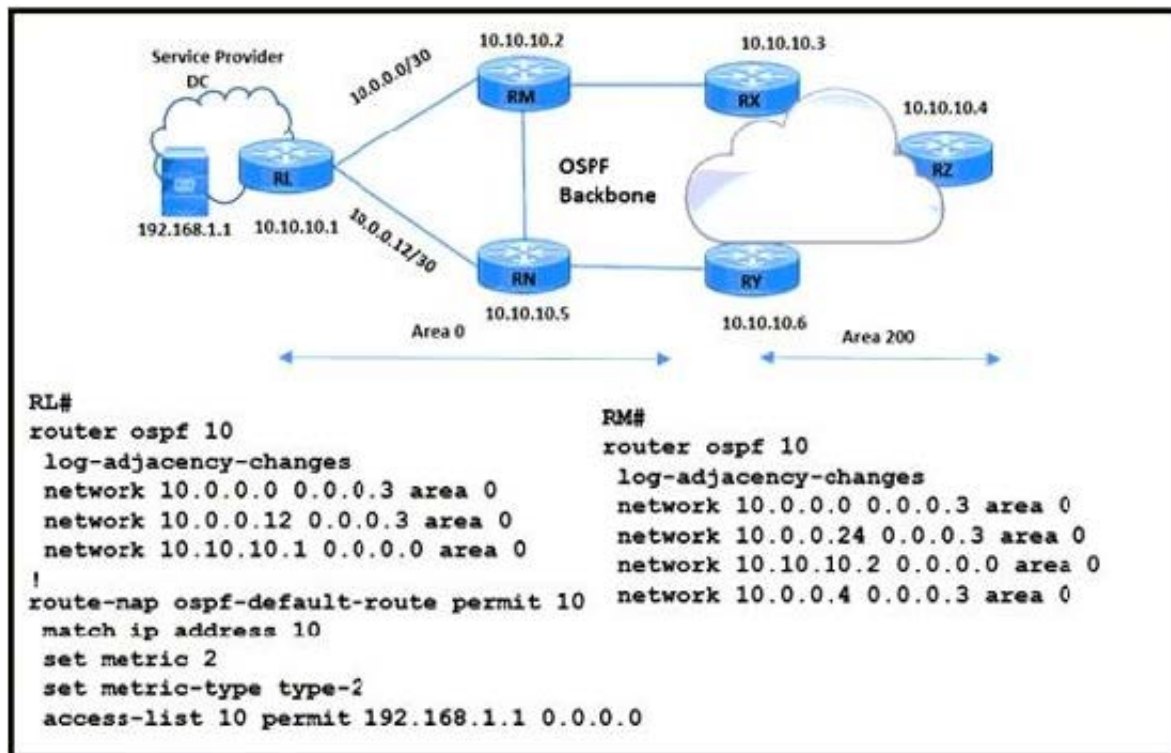 Service Provider
DC
10.10.10.2
10.10.10.3
10.0.0.0/30
RM
RX
10.10.10.4
RL
OSPF
Backbone
RZ
192.168.1.1
10.10.10.1
10.0.0.12/30
RN
RY
10.10.10.5
10.10.10.6
Area 0
Area 200
RL#
router ospf 10
log-adjacency-changes
network 10.0.0.0 0.0.0.3 area 0
network 10.0.0.12 0.0.0.3 area 0
network 10.10.10.1 0.0.0.0 area 0
!
route-map ospf-default-route permit 10
match ip address 10
set metric 2
set metric-type type-2
access-list 10 permit 192.168.1.1 0.0.0.0
RM#
router ospf 10
log-adjacency-changes
network 10.0.0.0 0.0.0.3 area 0
network 10.0.0.24 0.0.0.3 area 0
network 10.10.10.2 0.0.0.0 area 0
network 10.0.0.4 0.0.0.3 area 0